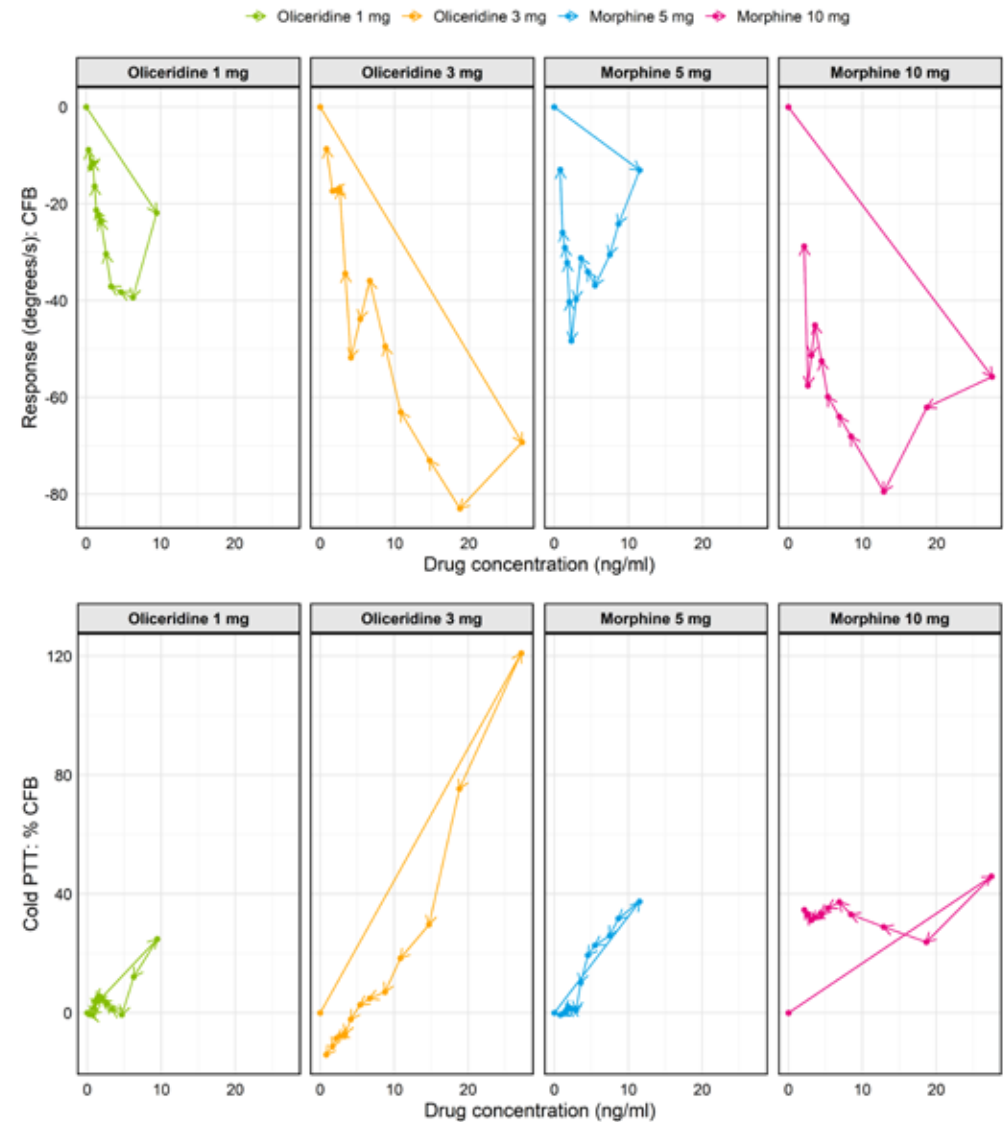 Oliceridine 1 mg Oliceridine 3 mg Morphine 5 mg Morphine 10 mg
Oliceridine 1 mg Oliceridine 3 mg Morphine 5 mg Morphine 10 mg
Response (degrees/s): CFB
0
-20
-40
-60
-80
0 10 20 0 10 20 0 10 20 0 10 20
Drug concentration (ng/ml)
Oliceridine 1 mg Oliceridine 3 mg Morphine 5 mg Morphine 10 mg
Cold PTT: % CFB
120
80
40
0
0 10 20 0 10 20 0 10 20 0 10 20
Drug concentration (ng/ml)